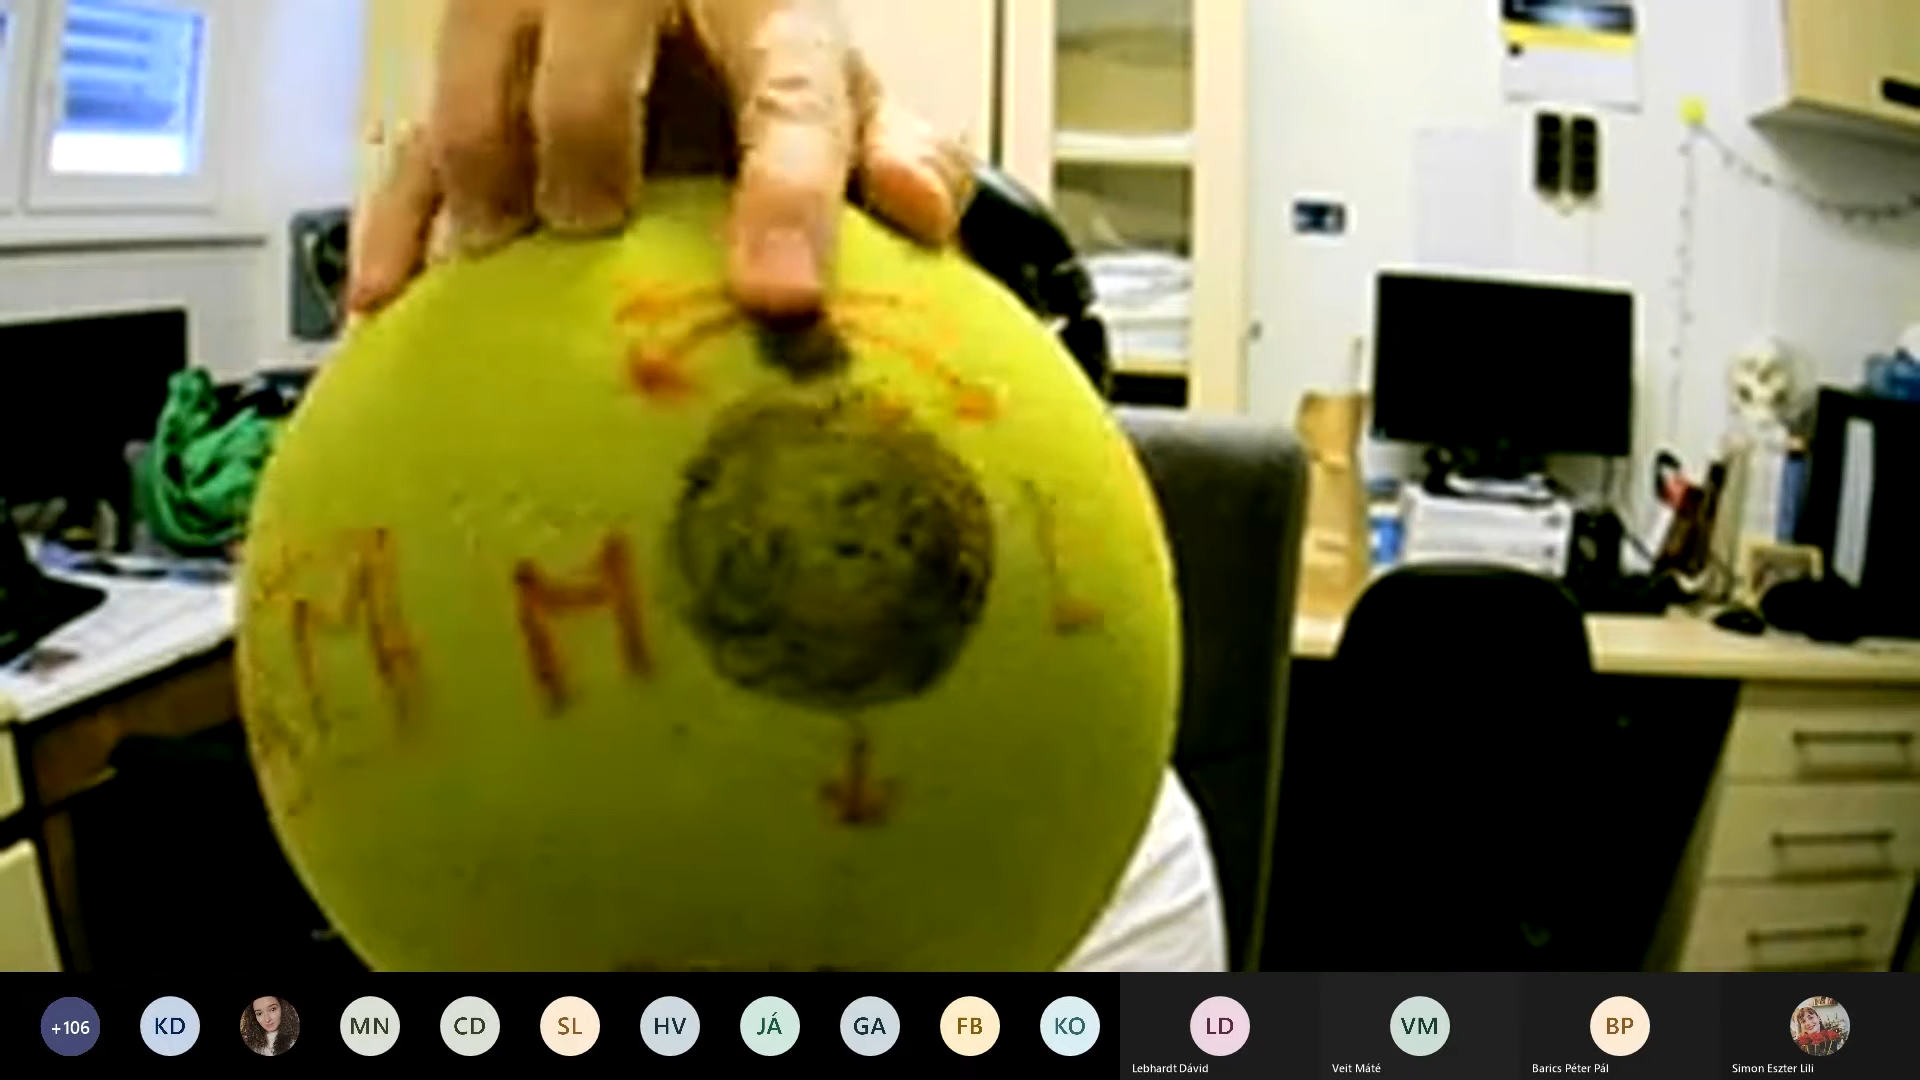 M M L
+106 KD MN CD SL HV JÁ GA FB KO LD VM BP
Lebhardt Dávid Veit Máté Barics Péter Pál Simon Eszter Lili